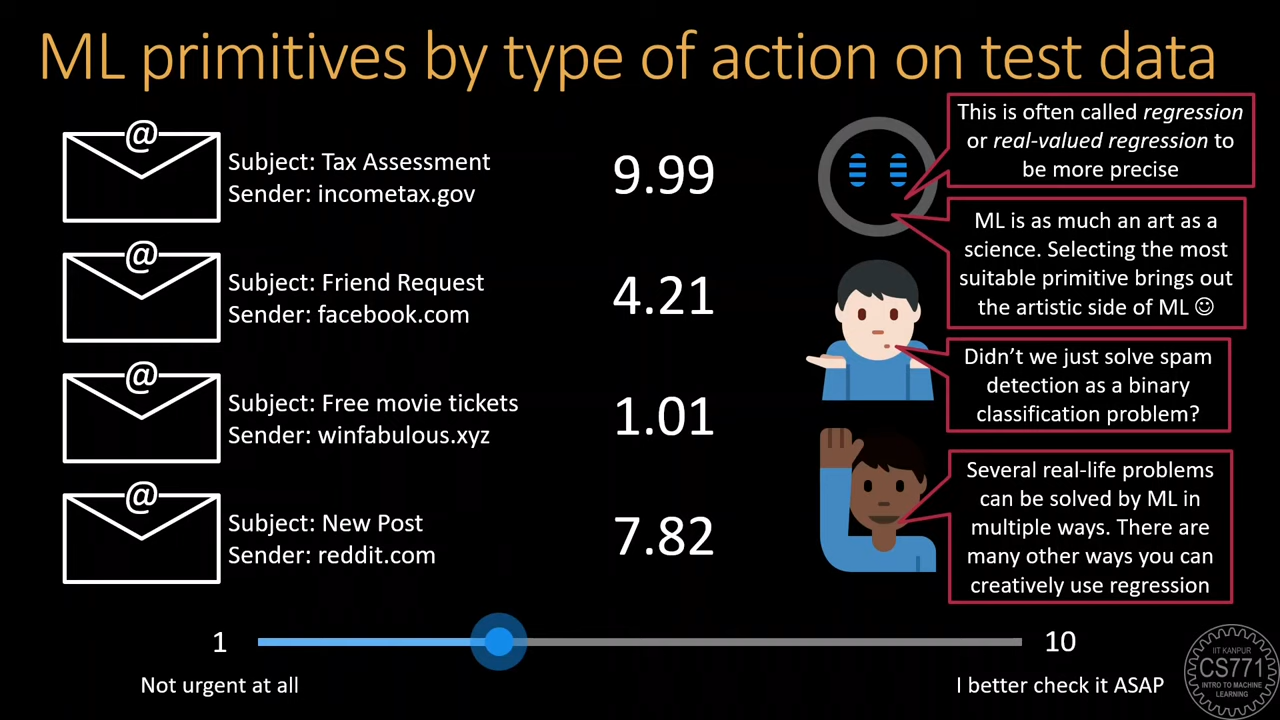 ML primitives by type of action on test data
@
Subject: Tax Assessment
Sender: incometax.gov
9.99
@
Subject: Friend Request
Sender: facebook.com
4.21
@
Subject: Free movie tickets
Sender: winfabulous.xyz
1.01
@
Subject: New Post
Sender: reddit.com
7.82
This is often called regression
or real-valued regression to
be more precise
ML is as much an art as a
science. Selecting the most
suitable primitive brings out
the artistic side of ML ☺
Didn’t we just solve spam
detection as a binary
classification problem?
Several real-life problems
can be solved by ML in
multiple ways. There are
many other ways you can
creatively use regression
1
10
Not urgent at all
I better check it ASAP
IIT KANPUR
CS771
INTRO TO MACHINE
LEARNING